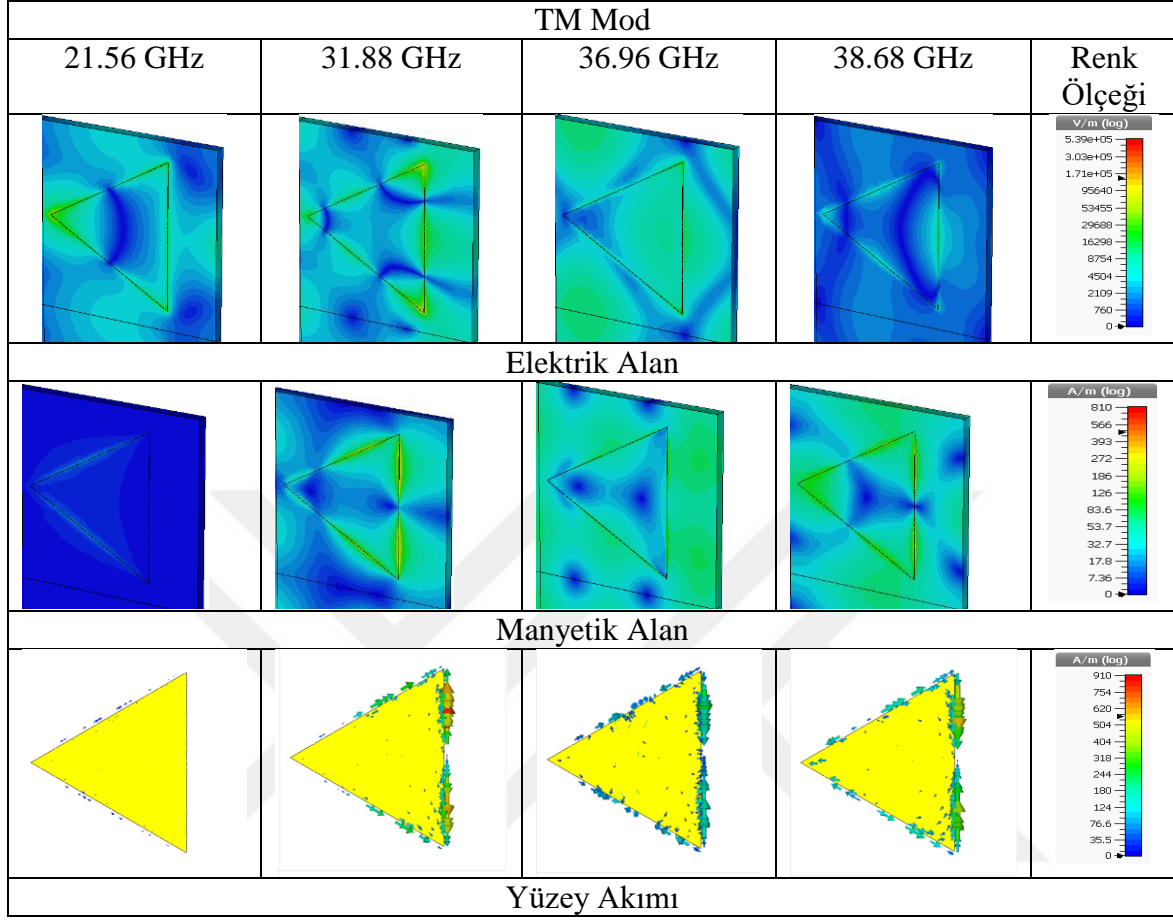 TM Mod
21.56 GHz 31.88 GHz 36.96 GHz 38.68 GHz Renk
Ölçeği
V/m (log)
5.39e+05
3.03e+05
1.71e+05
95640
53455
29688
16298
8754
4504
2109
760
0
Elektrik Alan
A/m (log)
810
566
393
272
186
126
83.6
53.7
32.7
17.8
7.36
0
Manyetik Alan
A/m (log)
910
754
620
504
404
318
244
180
124
76.6
35.5
0
Yüzey Akımı